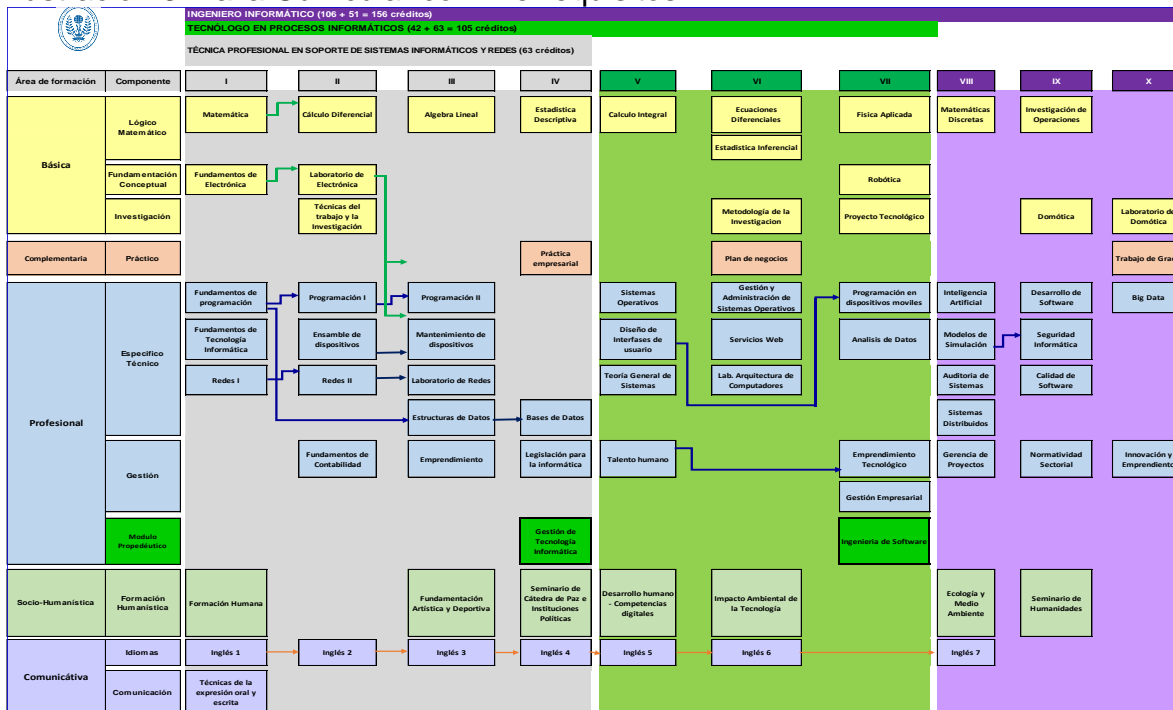 INGENIERO INFORMÁTICO (106 + 51 = 156 créditos)
TECNÓLOGO EN PROCESOS INFORMÁTICOS (42 + 63 = 105 créditos)
TÉCNICA PROFESIONAL EN SOPORTE DE SISTEMAS INFORMÁTICOS Y REDES (63 créditos)
Área de formación Componente I II III IV V VI VII VIII IX X
Básica
Lógico
Matemático
Matemática
Cálculo Diferencial
Algebra Lineal
Estadistica
Descriptiva
Calculo Integral
Ecuaciones
Diferenciales
Fisica Aplicada
Matemáticas
Discretas
Investigación de
Operaciones
Estadistica Inferencial
Fundamentación
Conceptual
Fundamentos de
Electrónica
Laboratorio de
Electrónica
Robótica
Investigación
Técnicas del
trabajo y la
Investigación
Metodología de la
Investigacion
Proyecto Tecnológico
Domótica
Laboratorio de
Domótica
Complementaria
Práctico
Práctica
empresarial
Plan de negocios
Trabajo de Grad
Profesional
Especifico
Técnico
Fundamentos de
programación
Programación I
Programación II
Sistemas
Operativos
Gestión y
Administración de
Sistemas Operativos
Programación en
dispositivos moviles
Inteligencia
Artificial
Desarrollo de
Software
Big Data
Fundamentos de
Tecnología
Informática
Ensamble de
dispositivos
Mantenimiento de
dispositivos
Diseño de
Interfases de
usuario
Servicios Web
Analisis de Datos
Modelos de
Simulación
Seguridad
Informática
Redes I
Redes II
Laboratorio de Redes
Teoría General de
Sistemas
Lab. Arquitectura de
Computadores
Auditoria de
Sistemas
Calidad de
Software
Estructuras de Datos
Bases de Datos
Sistemas
Distribuidos
Gestión
Fundamentos de
Contabilidad
Emprendimiento
Legislación para
la informática
Talento humano
Emprendimiento
Tecnológico
Gerencia de
Proyectos
Normatividad
Sectorial
Innovación y
Emprendiento
Gestión Empresarial
Modulo
Propedéutico
Gestión de
Tecnología
Informática
Ingenieria de Software
Socio-Humanística
Formación
Humanística
Formación Humana
Fundamentación
Artística y Deportiva
Seminario de
Cátedra de Paz e
Instituciones
Políticas
Desarrollo humano
- Competencias
digitales
Impacto Ambiental de
la Tecnología
Ecología y
Medio
Ambiente
Seminario de
Humanidades
Comunicátiva
Idiomas
Inglés 1
Inglés 2
Inglés 3
Inglés 4
Inglés 5
Inglés 6
Inglés 7
Comunicación
Técnicas de la
expresión oral y
escrita